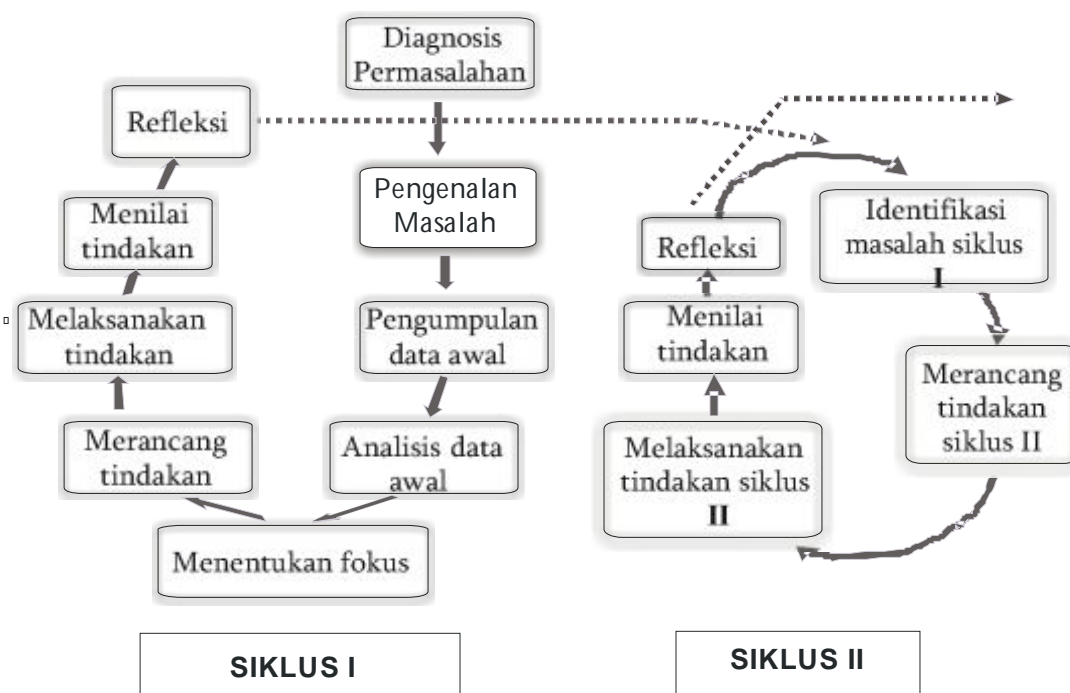 Diagnosis
Permasalahan
Pengenalan
Masalah
Pengumpulan
data awal
Analisis data
awal
Menentukan fokus
Merancang
tindakan
Melaksanakan
tindakan
Menilai
tindakan
Refleksi
SIKLUS I
Identifikasi
masalah siklus
I
Merancang
tindakan
siklus II
Melaksanakan
tindakan siklus
II
Menilai
tindakan
Refleksi
SIKLUS II